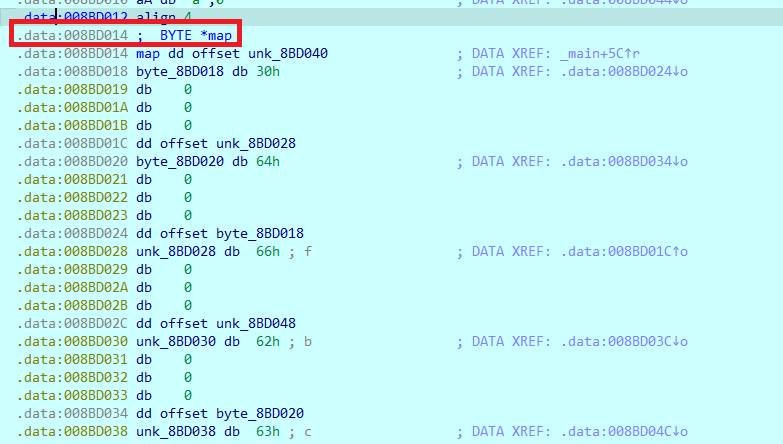 .data:008BD010 aA db 'a',0 ; DATA XREF: .data:008BD044↓o
.data:008BD012 align 4
.data:008BD014 ; BYTE *map
.data:008BD014 map dd offset unk_8BD040 ; DATA XREF: _main+5C↑r
.data:008BD018 byte_8BD018 db 30h ; DATA XREF: .data:008BD024↓o
.data:008BD019 db 0
.data:008BD01A db 0
.data:008BD01B db 0
.data:008BD01C dd offset unk_8BD028
.data:008BD020 byte_8BD020 db 64h ; DATA XREF: .data:008BD034↓o
.data:008BD021 db 0
.data:008BD022 db 0
.data:008BD023 db 0
.data:008BD024 dd offset byte_8BD018
.data:008BD028 unk_8BD028 db 66h ; f ; DATA XREF: .data:008BD01C↑o
.data:008BD029 db 0
.data:008BD02A db 0
.data:008BD02B db 0
.data:008BD02C dd offset unk_8BD048
.data:008BD030 unk_8BD030 db 62h ; b ; DATA XREF: .data:008BD03C↓o
.data:008BD031 db 0
.data:008BD032 db 0
.data:008BD033 db 0
.data:008BD034 dd offset byte_8BD020
.data:008BD038 unk_8BD038 db 63h ; c ; DATA XREF: .data:008BD04C↓o